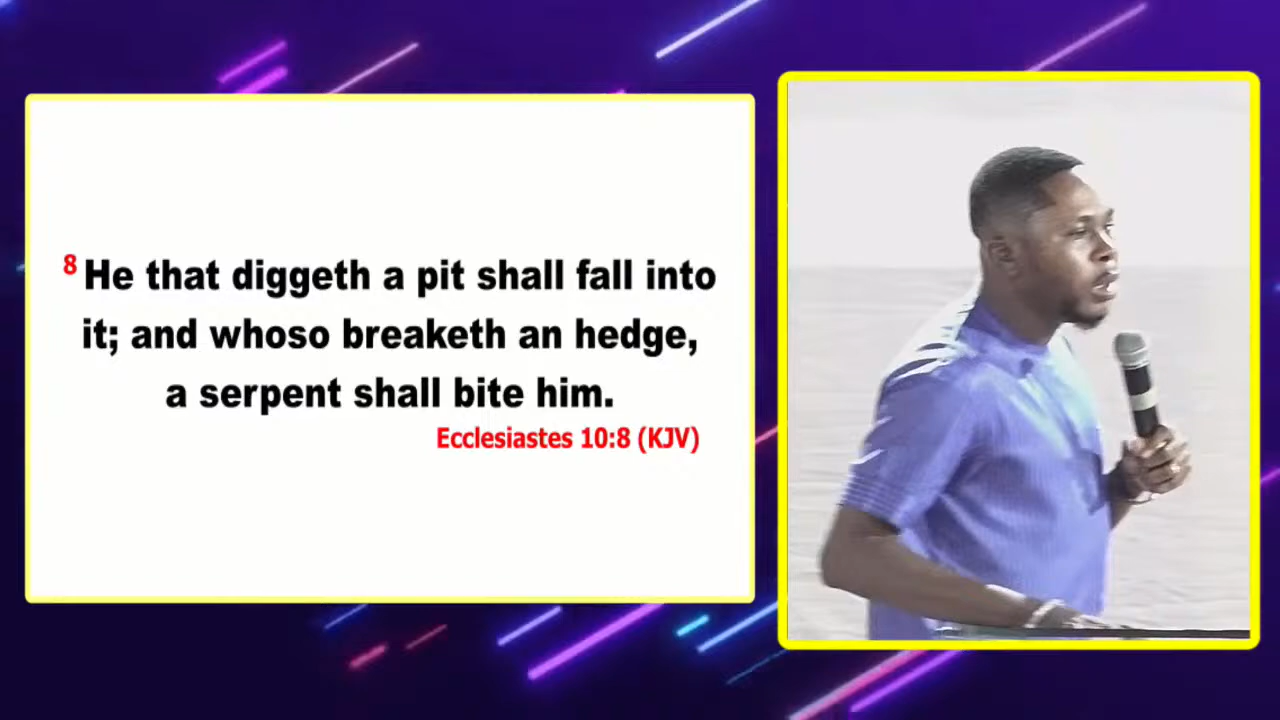 8 He that diggeth a pit shall fall into
it; and whoso breaketh an hedge,
a serpent shall bite him.
Ecclesiastes 10:8 (KJV)